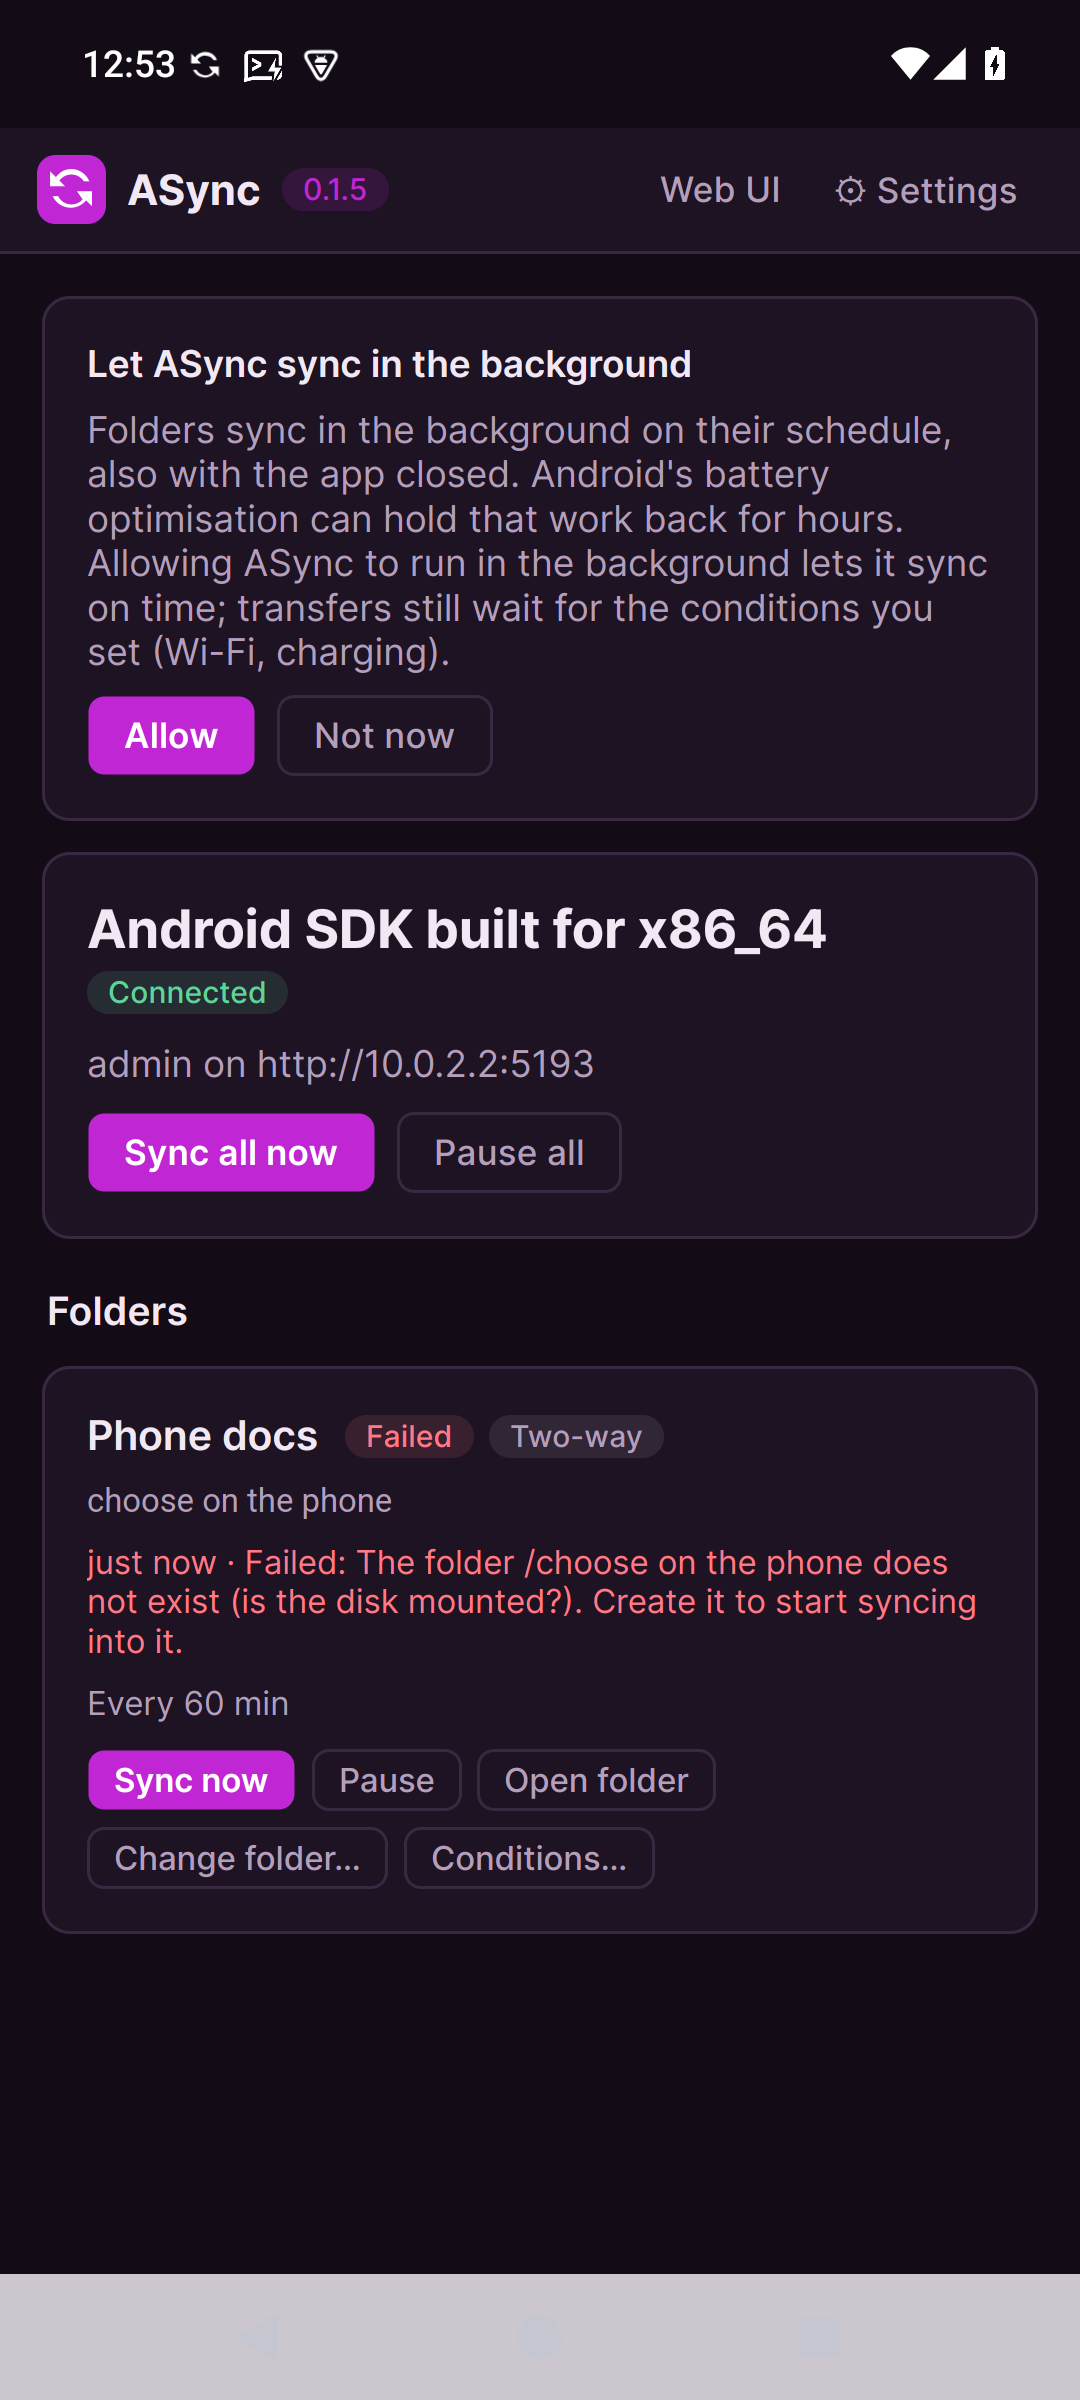 12:53
ASync 0.1.5 Web UI Settings
Let ASync sync in the background
Folders sync in the background on their schedule,
also with the app closed. Android's battery
optimisation can hold that work back for hours.
Allowing ASync to run in the background lets it sync
on time; transfers still wait for the conditions you
set (Wi-Fi, charging).
Allow Not now
Android SDK built for x86_64
Connected
admin on http://10.0.2.2:5193
Sync all now Pause all
Folders
Phone docs Failed Two-way
choose on the phone
just now · Failed: The folder /choose on the phone does
not exist (is the disk mounted?). Create it to start syncing
into it.
Every 60 min
Sync now Pause Open folder
Change folder... Conditions...